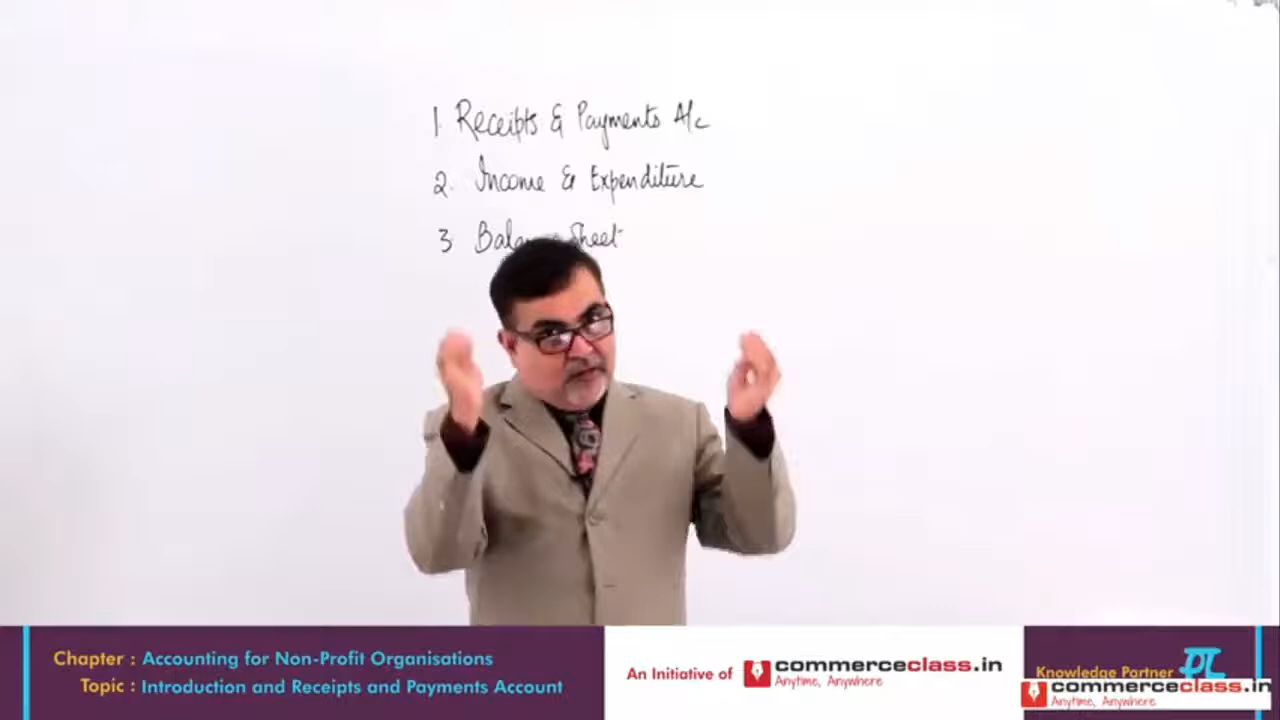 1. Receipts & Payments A/c
2. Income & Expenditure
3 Balance Sheet
Chapter : Accounting for Non-Profit Organisations
Topic : Introduction and Receipts and Payments Account
An Initiative of commerceclass.in
Anytime, Anywhere
Knowledge Partner
commerceclass.in
Anytime, Anywhere